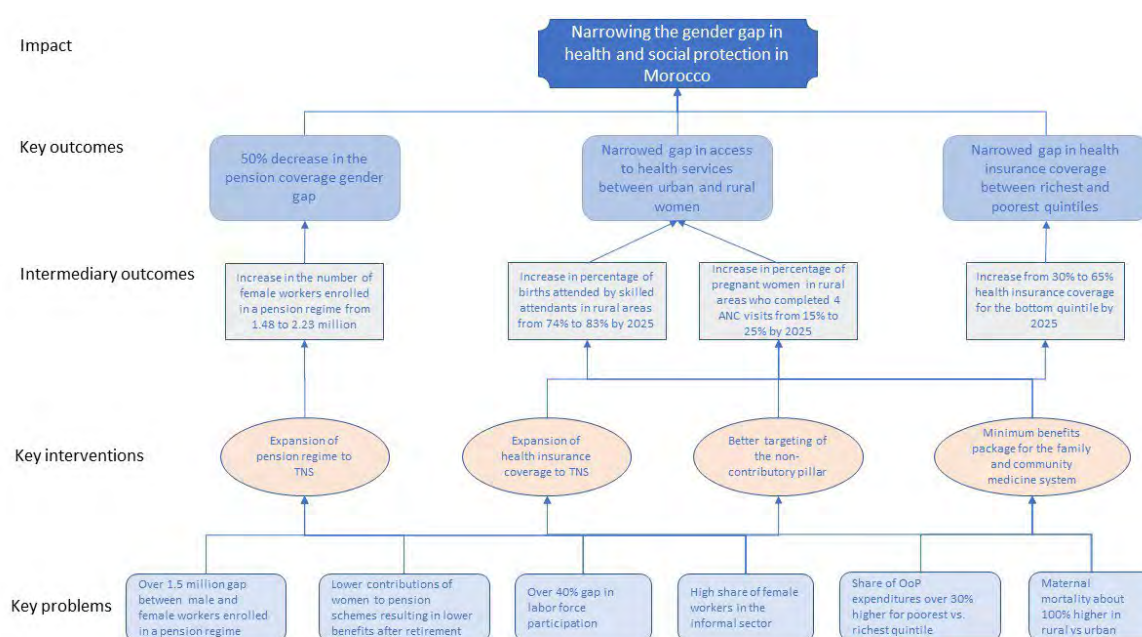 Impact
Narrowing the gender gap in
health and social protection in
Morocco
Key outcomes
50% decrease in the
pension coverage gender
gap
Narrowed gap in access
to health services
between urban and rural
women
Narrowed gap in health
insurance coverage
between richest and
poorest quintiles
Intermediary outcomes
Increase in the number of
female workers enrolled
in a pension regime from
1.48 to 2.23 million
Increase in percentage of
births attended by skilled
attendants in rural areas
from 74% to 83% by 2025
Increase in percentage of
pregnant women in rural
areas who completed 4
ANC visits from 15% to
25% by 2025
Increase from 30% to 65%
health insurance coverage
for the bottom quintile by
2025
Key interventions
Expansion of
pension regime to
TNS
Expansion of
health insurance
coverage to TNS
Better targeting of
the non-
contributory pillar
Minimum benefits
package for the family
and community
medicine system
Key problems
Over 1.5 million gap
between male and
female workers enrolled
in a pension regime
Lower contributions of
women to pension
schemes resulting in lower
benefits after retirement
Over 40% gap in
labor force
participation
High share of female
workers in the
informal sector
Share of OoP
expenditures over 30%
higher for poorest vs.
richest quintile
Maternal
mortality about
100% higher in
rural vs urban